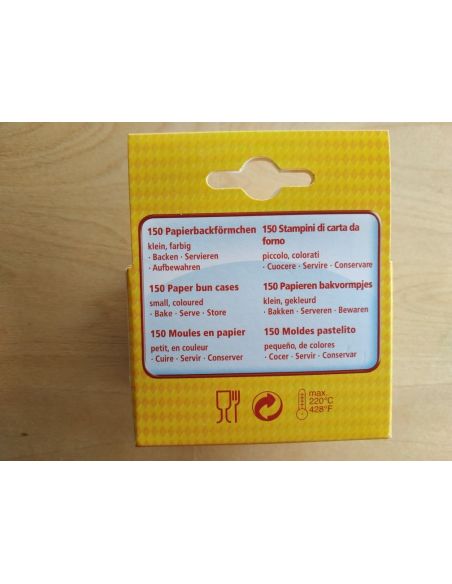 150 Papierbackförmchen
klein, farbig
· Backen · Servieren
· Aufbewahren
150 Paper bun cases
small, coloured
· Bake · Serve · Store
150 Moules en papier
petit, en couleur
· Cuire · Servir · Conserver
150 Stampini di carta da
forno
piccolo, colorati
· Cuocere · Servire · Conservare
150 Papieren bakvormpjes
klein, gekleurd
· Bakken · Serveren · Bewaren
150 Moldes pastelito
pequeño, de colores
· Cocer · Servir · Conservar
max.
220°C
428°F